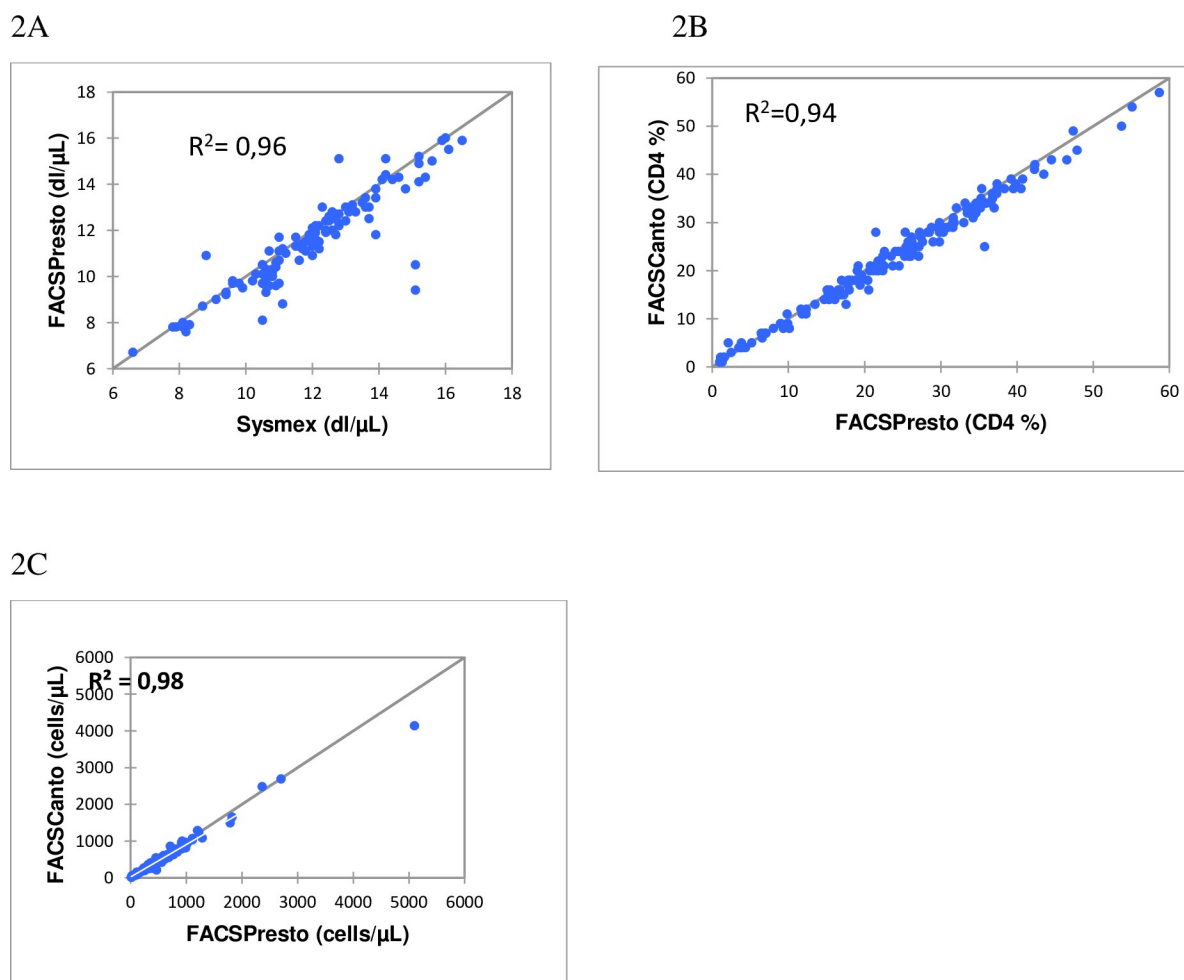 2A
2B
18
16
14
12
10
8
6
FACSPresto (dl/µL)
R²= 0,96
6 8 10 12 14 16 18
Sysmex (dl/µL)
60
50
40
30
20
10
0
FACSCanto (CD4 %)
R²=0,94
0 10 20 30 40 50 60
FACSPresto (CD4 %)
2C
6000
5000
4000
3000
2000
1000
0
FACSCanto (cells/µL)
R² = 0,98
0 1000 2000 3000 4000 5000 6000
FACSPresto (cells/µL)